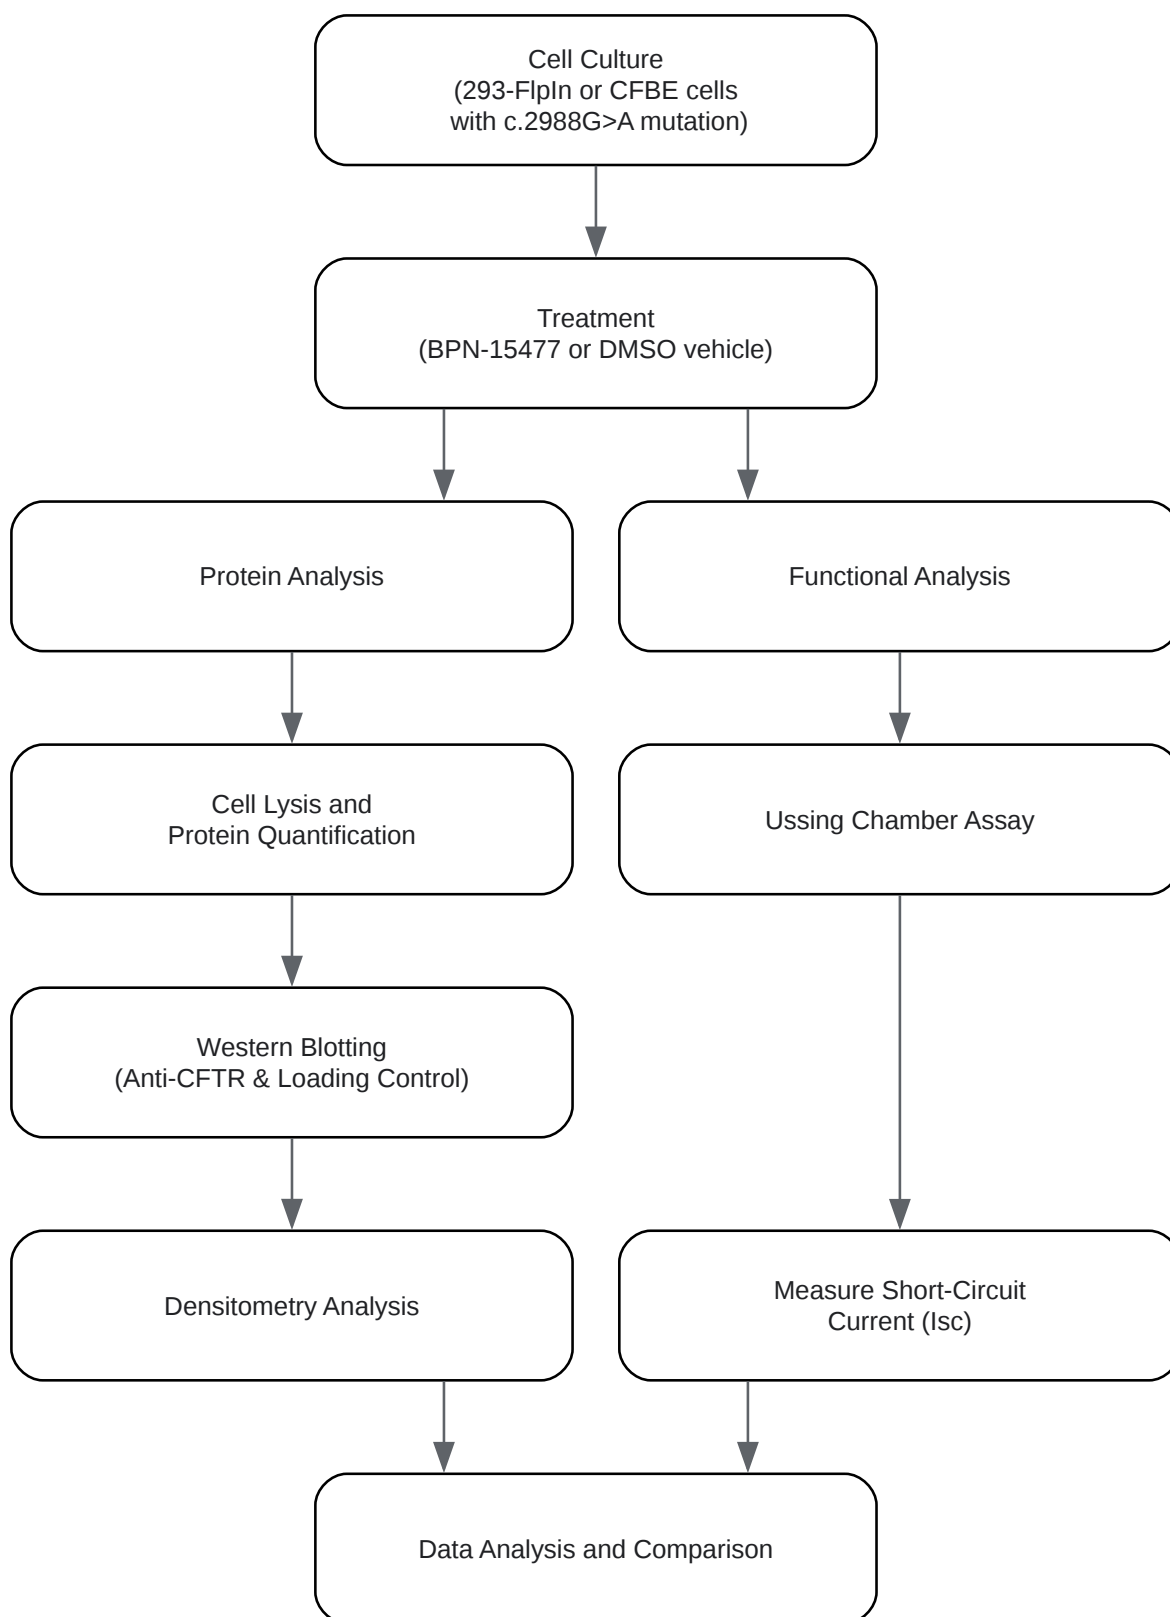 Cell Culture
(293-FlpIn or CFBE cells
with c.2988G>A mutation)
Treatment
(BPN-15477 or DMSO vehicle)
Protein Analysis
Functional Analysis
Cell Lysis and
Protein Quantification
Ussing Chamber Assay
Western Blotting
(Anti-CFTR & Loading Control)
Densitometry Analysis
Measure Short-Circuit
Current (Isc)
Data Analysis and Comparison